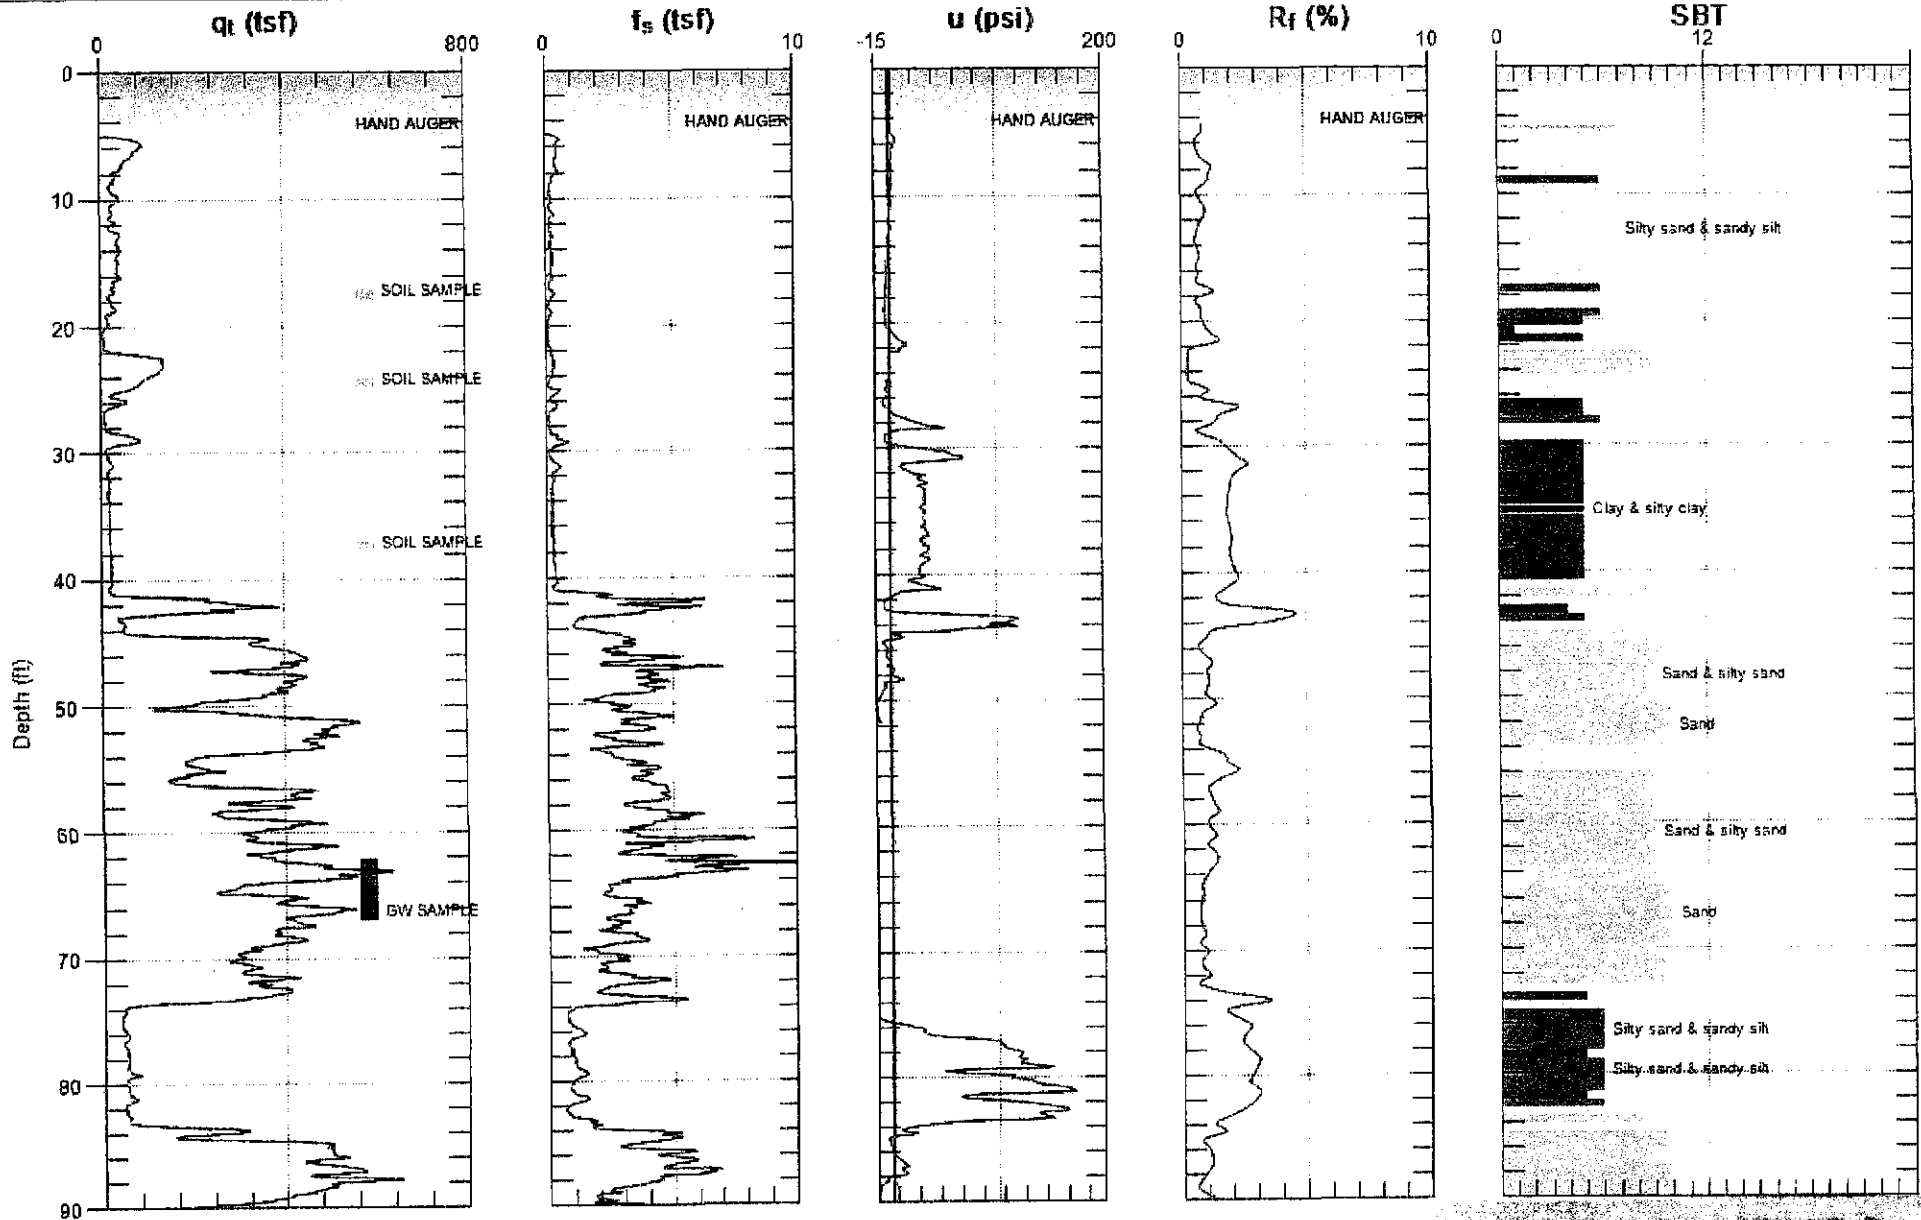 qt (tsf)
fs (tsf)
u (psi)
Rf (%)
SBT
0 800
0 10
-15 200
0 10
0 12
0
HAND AUGER
HAND AUGER
HAND AUGER
HAND AUGER
10
Silty sand & sandy silt
SOIL SAMPLE
20
SOIL SAMPLE
30
Clay & silty clay
SOIL SAMPLE
40
Depth (ft)
Sand & silty sand
50
Sand
60
Sand & silty sand
GW SAMPLE
Sand
70
Silty sand & sandy silt
Silty sand & sandy silt
80
90